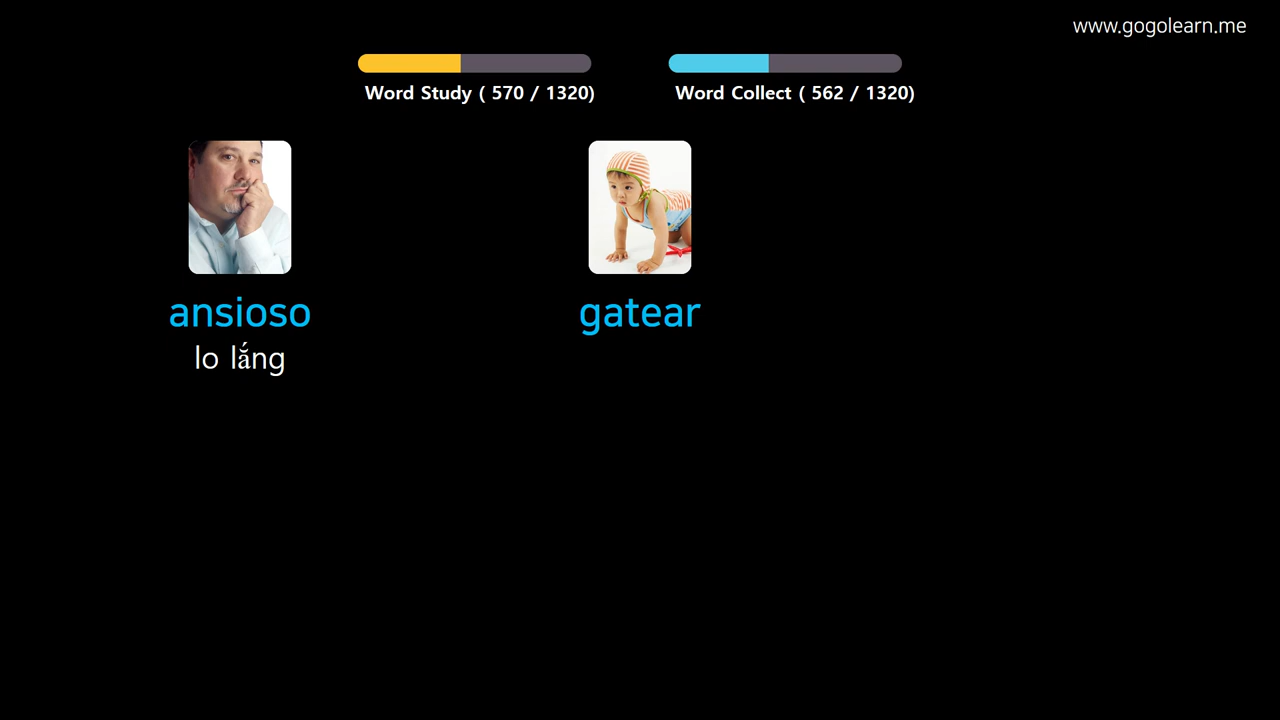 www.gogolearn.me
Word Study ( 570 / 1320)
Word Collect ( 562 / 1320)
ansioso
lo lắng
gatear